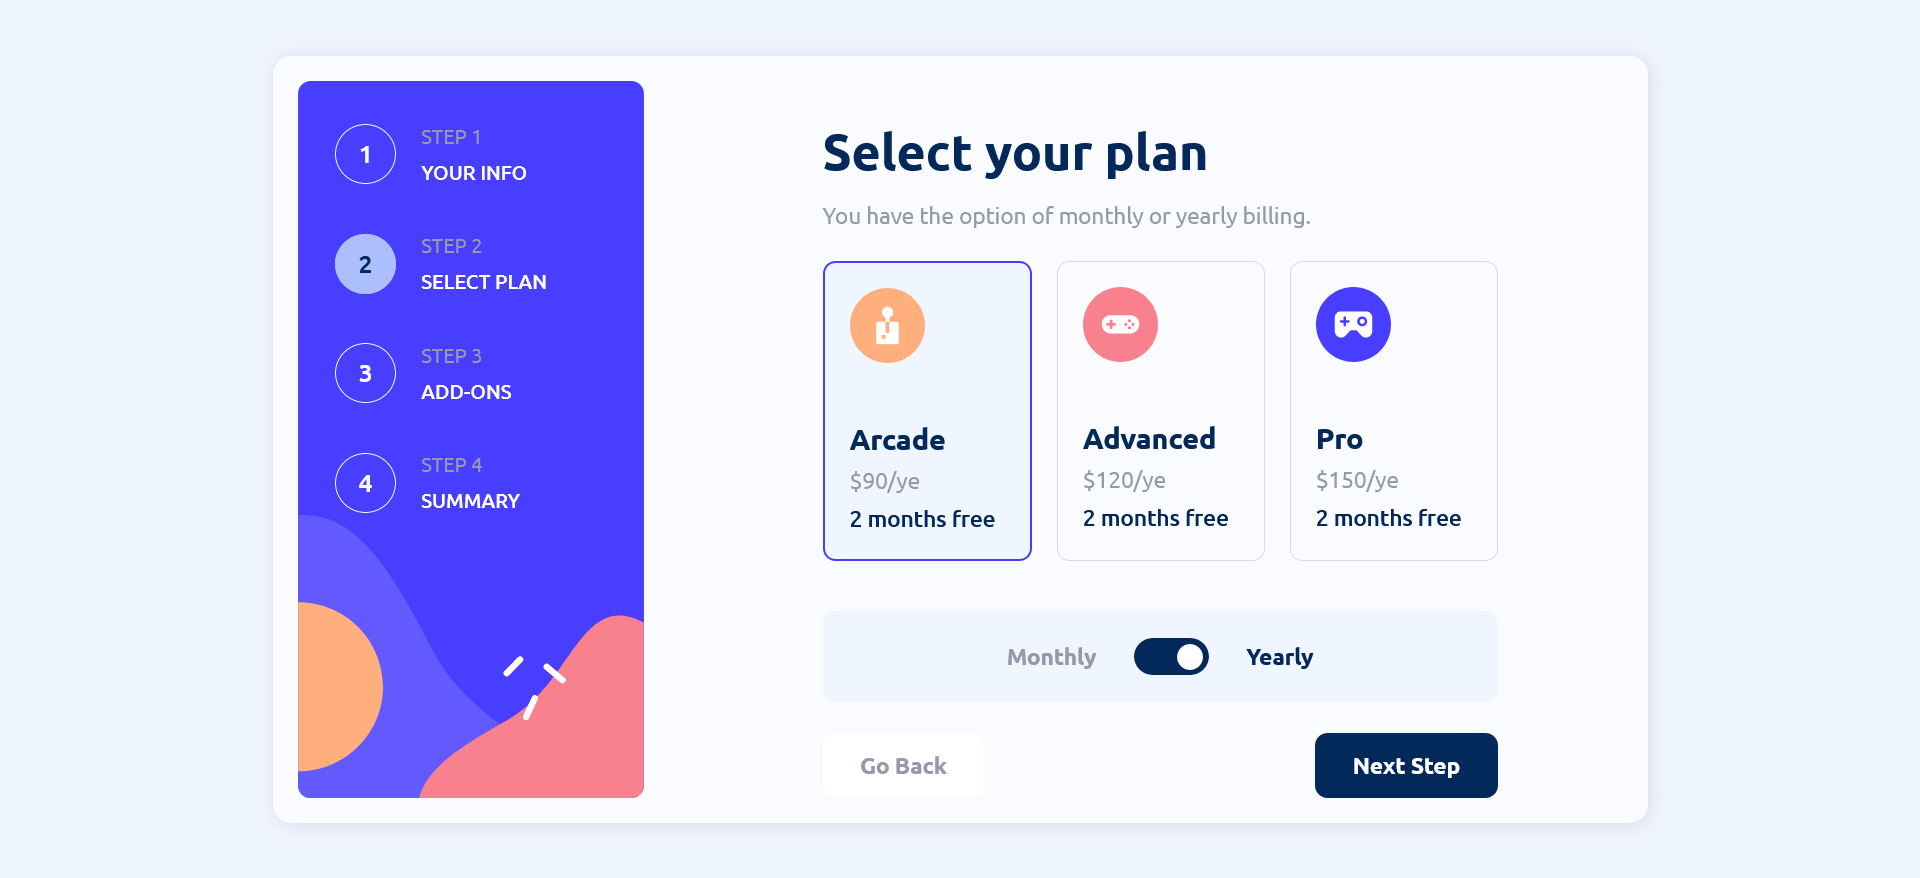 1
STEP 1
YOUR INFO
2
STEP 2
SELECT PLAN
3
STEP 3
ADD-ONS
4
STEP 4
SUMMARY
Select your plan
You have the option of monthly or yearly billing.
Arcade
$90/ye
2 months free
Advanced
$120/ye
2 months free
Pro
$150/ye
2 months free
Monthly
Yearly
Go Back
Next Step